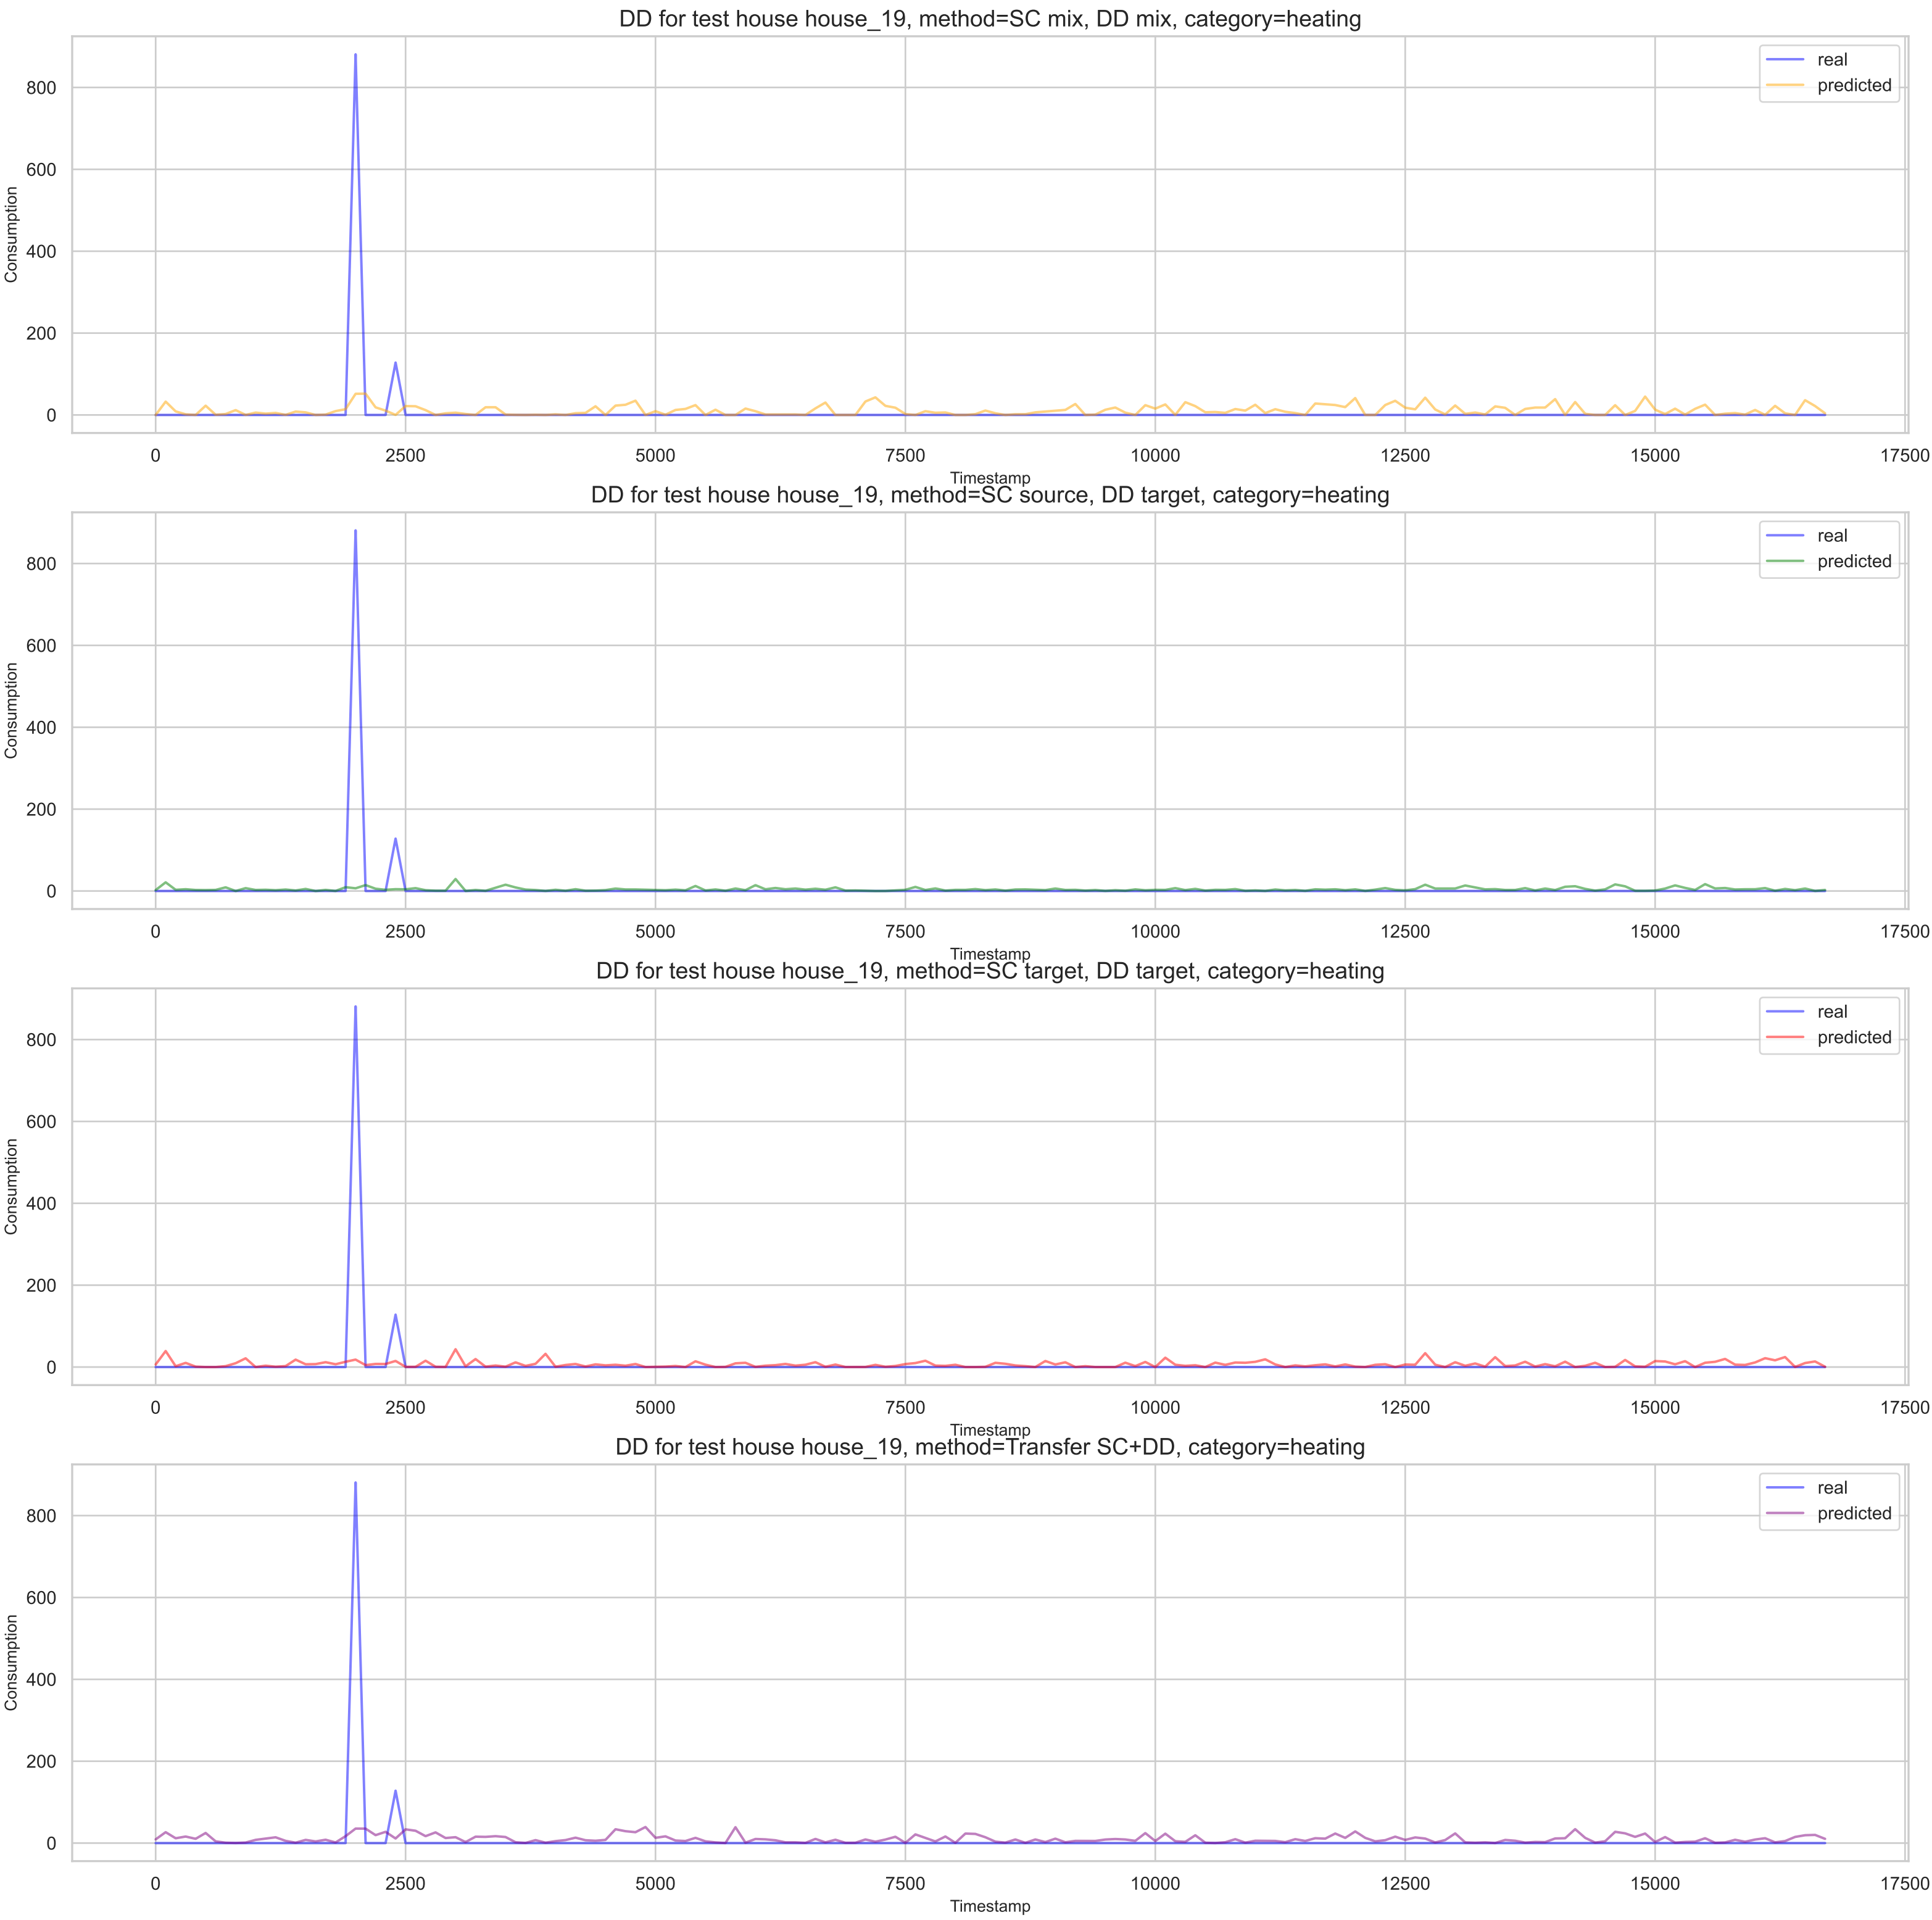 DD for test house house_19, method=SC mix, DD mix, category=heating
real
predicted
800
600
400
200
0
Consumption
0 2500 5000 7500 10000 12500 15000 17500
Timestamp
DD for test house house_19, method=SC source, DD target, category=heating
real
predicted
800
600
400
200
0
Consumption
0 2500 5000 7500 10000 12500 15000 17500
Timestamp
DD for test house house_19, method=SC target, DD target, category=heating
real
predicted
800
600
400
200
0
Consumption
0 2500 5000 7500 10000 12500 15000 17500
Timestamp
DD for test house house_19, method=Transfer SC+DD, category=heating
real
predicted
800
600
400
200
0
Consumption
0 2500 5000 7500 10000 12500 15000 17500
Timestamp